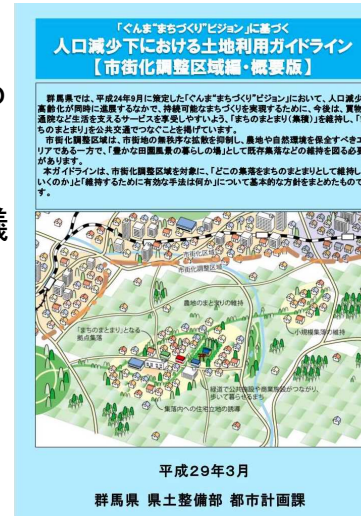 「ぐんま"まちづくり"ビジョン」に基づく
人口減少下における土地利用ガイドライン
【市街化調整区域編・概要版】
群馬県では、平成24年9月に策定した「ぐんま"まちづくり"ビジョン」において、人口減少
高齢化が同時に進展するなかで、持続可能なまちづくりを実現するために、今後は、買物
通院など生活を支えるサービスを享受しやすいよう、「まちのまとまり(集積)」を維持し、「
ちのまとまり」を公共交通でつなぐことを掲げています。
市街化調整区域は、市街地の無秩序な拡散を抑制し、農地や自然環境を保全すべきエ
リアである一方で、「豊かな田園風景の暮らしの場」として既存集落などの維持を図る必要
があります。
本ガイドラインは、市街化調整区域を対象に、「どこの集落をまちのまとまりとして維持し
いくのか」と「維持するために有効な手法は何か」について基本的な方針をまとめたもので
す。
市街化区域
市街化調整区域
農地のまとまりの維持
「まちのまとまり」となる
拠点集落
小規模集落の維持
経道で公共施設や商業施設がつながり、
歩いて暮らせるまち
集落内への住宅立地の誘導
平成29年3月
群馬県 県土整備部 都市計画課